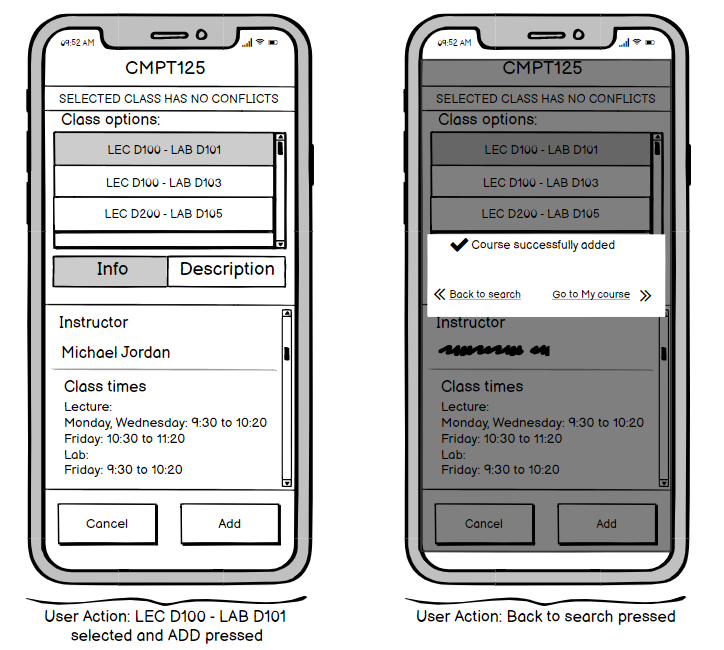 09:52 AM
CMPT125
SELECTED CLASS HAS NO CONFLICTS
Class options:
LEC D100 - LAB D101
LEC D100 - LAB D103
LEC D200 - LAB D105
Info
Description
Instructor
Michael Jordan
Class times
Lecture:
Monday, Wednesday: 9:30 to 10:20
Friday: 10:30 to 11:20
Lab:
Friday: 9:30 to 10:20
Cancel
Add
User Action: LEC D100 - LAB D101
selected and ADD pressed
09:52 AM
CMPT125
SELECTED CLASS HAS NO CONFLICTS
Class options:
LEC D100 - LAB D101
LEC D100 - LAB D103
LEC D200 - LAB D105
Course successfully added
Back to search
Go to My course
Instructor
Class times
Lecture:
Monday, Wednesday: 9:30 to 10:20
Friday: 10:30 to 11:20
Lab:
Friday: 9:30 to 10:20
Cancel
Add
User Action: Back to search pressed